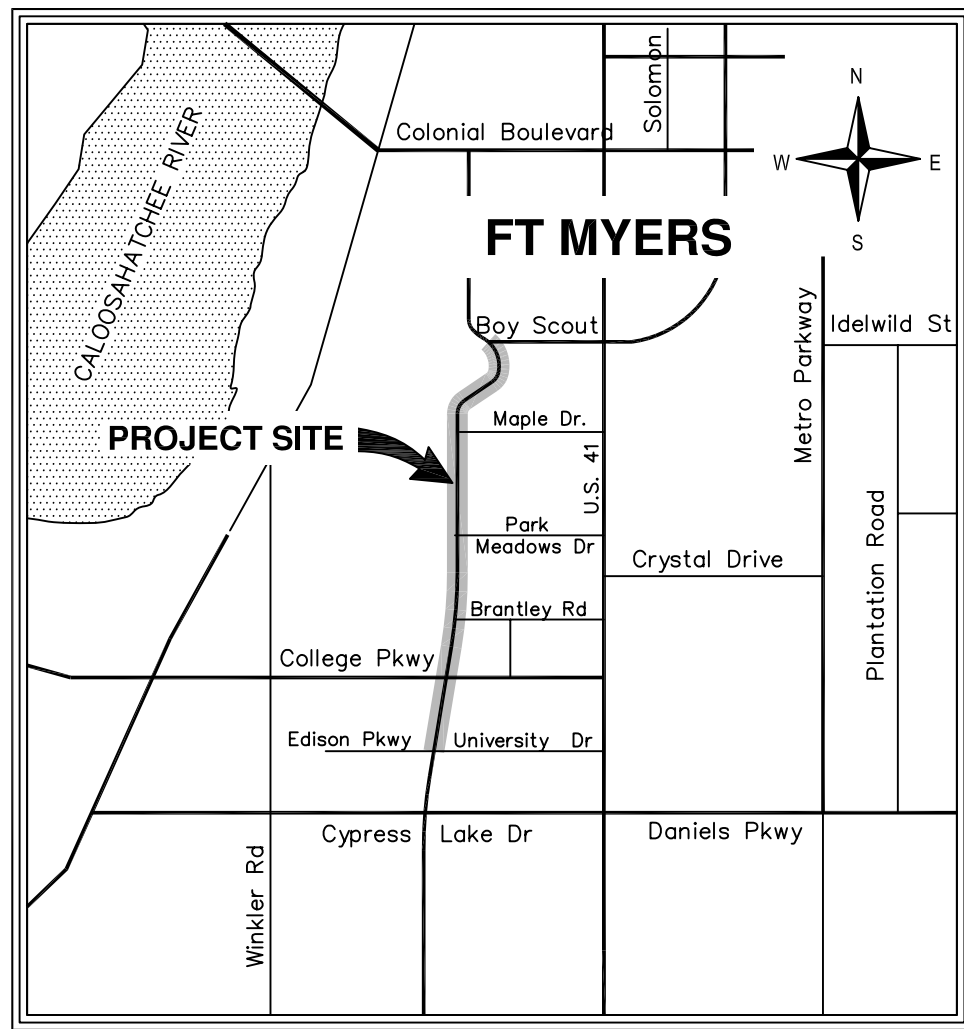 Solomon
N
Colonial Boulevard
W
E
CALOOSAHATCHEE RIVER
FT MYERS
S
Boy Scout
Idelwild St
Metro Parkway
Maple Dr.
PROJECT SITE
U.S. 41
Park
Meadows Dr
Crystal Drive
Plantation Road
Brantley Rd
College Pkwy
Edison Pkwy
University Dr
Cypress Lake Dr
Daniels Pkwy
Winkler Rd